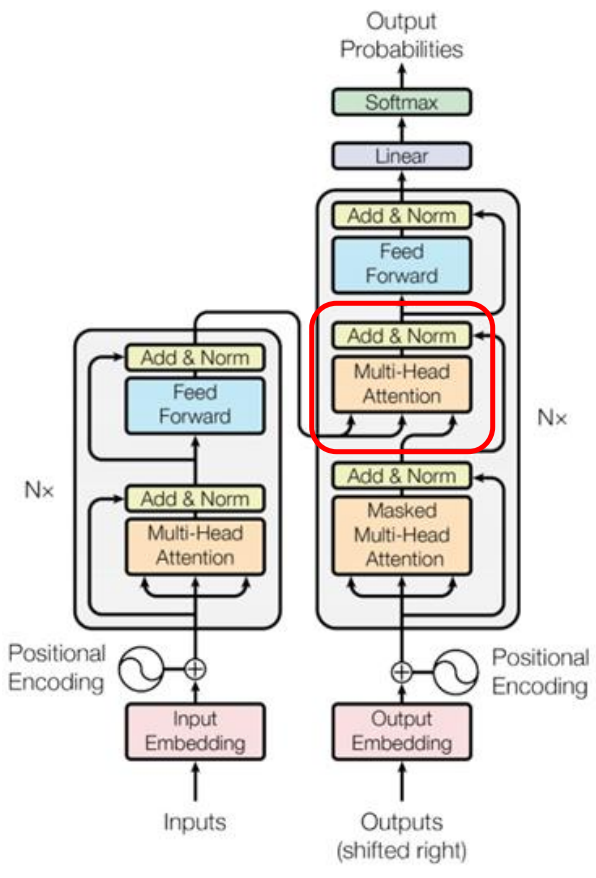 Output
Probabilities
Softmax
Linear
Add & Norm
Feed
Forward
Add & Norm
Multi-Head
Attention
Nx
Add & Norm
Masked
Multi-Head
Attention
Add & Norm
Feed
Forward
Nx
Add & Norm
Multi-Head
Attention
Positional
Encoding
Positional
Encoding
Input
Embedding
Output
Embedding
Inputs
Outputs
(shifted right)